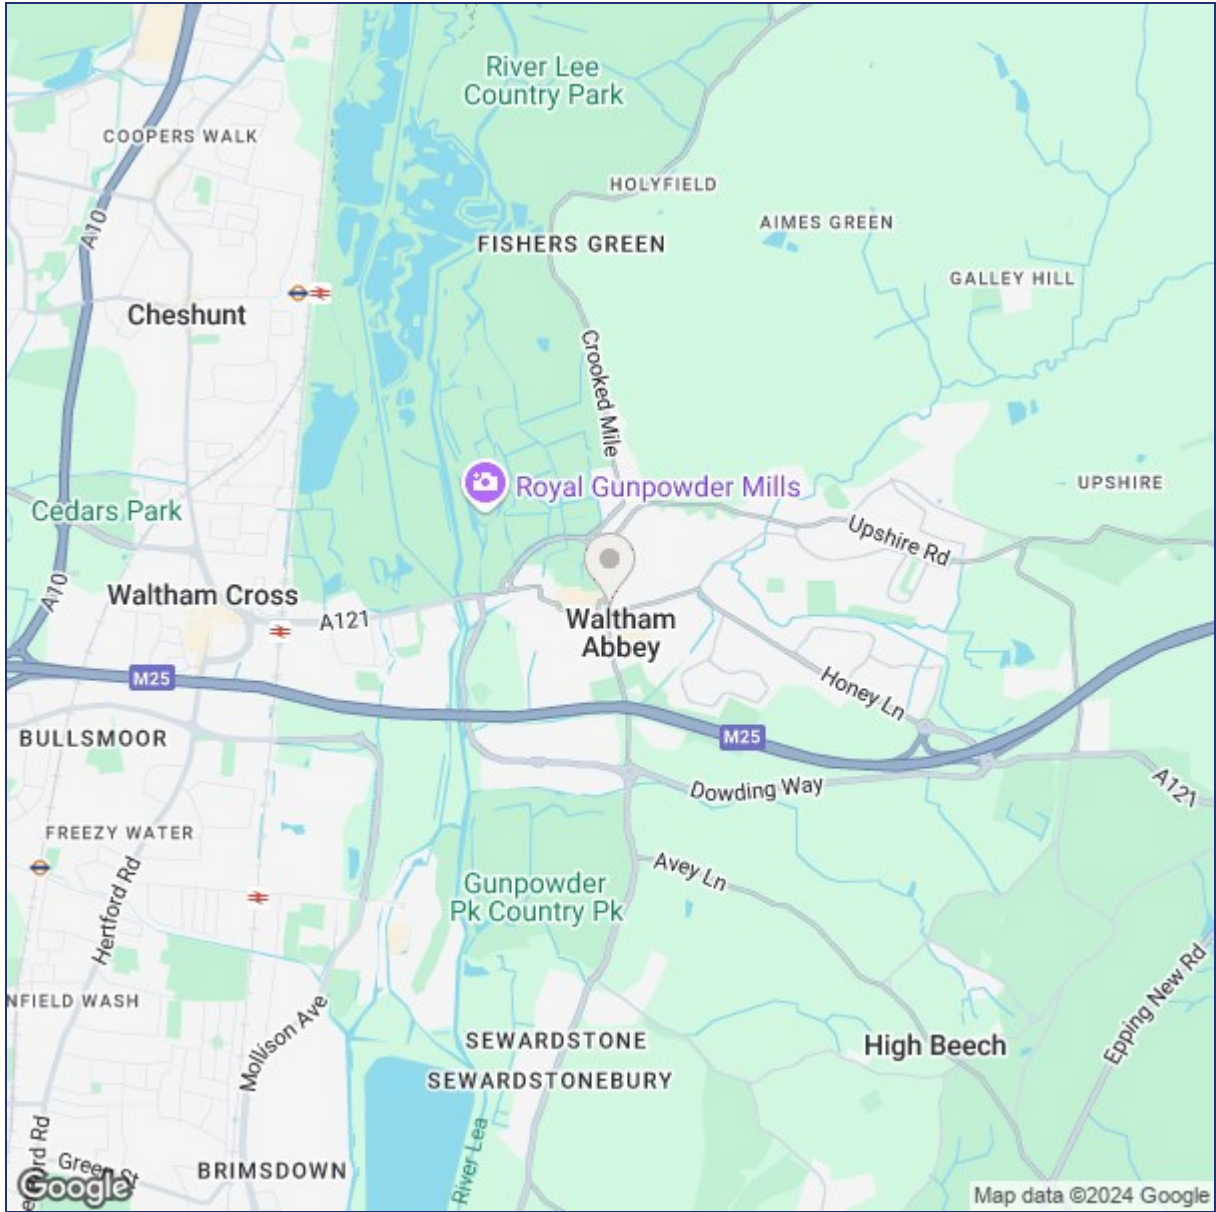 River Lee
Country Park
COOPERS WALK
HOLYFIELD
AIMES GREEN
A10
FISHERS GREEN
GALLEY HILL
Cheshunt
Crooked Mile
Royal Gunpowder Mills
UPSHIRE
Cedars Park
Upshire Rd
A10
Waltham Cross
A121
Waltham
Abbey
M25
Honey Ln
BULLSMOOR
M25
Dowding Way
A121
FREEZY WATER
Avey Ln
Hertford Rd
Gunpowder
Pk Country Pk
NFIELD WASH
Mollison Ave
Epping New Rd
SEWARDSTONE
High Beech
SEWARDSTONEBURY
River Lea
Green St
BRIMSDOWN
Google
Map data ©2024 Google